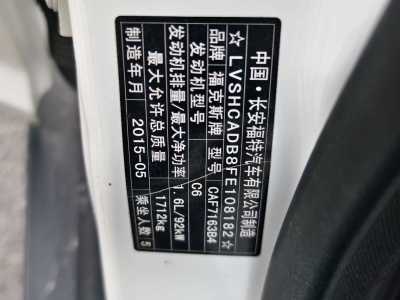 中国·长安福特汽车有限公司制造
☆LVSHCADB8FE108182☆
品牌 福克斯牌 型号 CAF7163B4
发动机型号 C6
发动机排量/最大净功率 1.6L/92kW
最大允许总质量 1712kg
制造年月 2015-05 乘坐人数 5